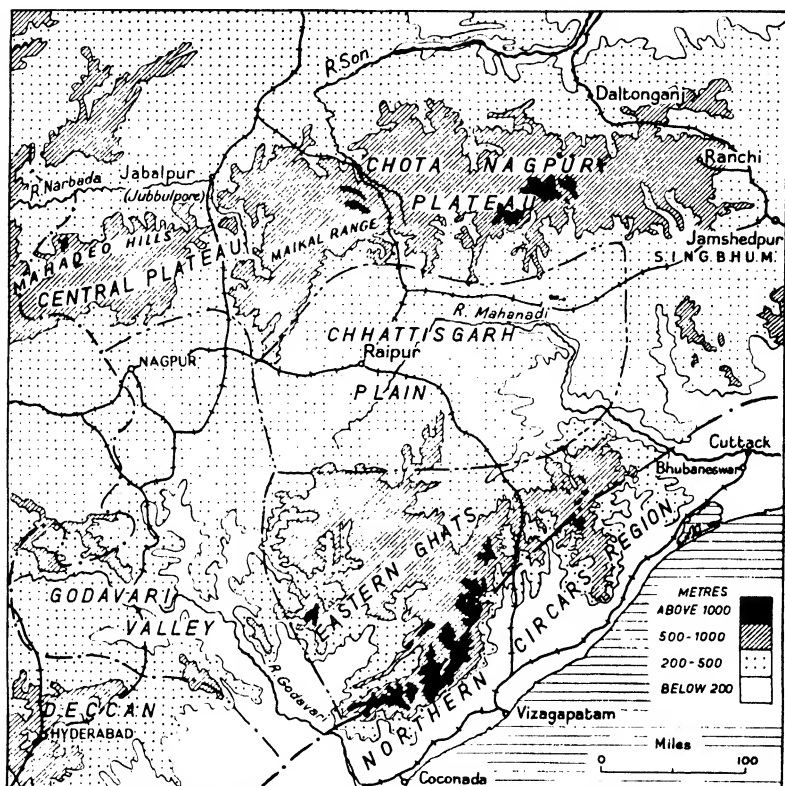 R. Son
Daltonganj
CHOTA NAGPUR
PLATEAU
Ranchi
R. Narbada
Jabalpur
(Jubbulpore)
MAHADEO HILLS
CENTRAL PLATEAU
MAIKAL RANGE
Jamshedpur
SINGBHUM
R. Mahanadi
CHHATTISGARH
Raipur
PLAIN
NAGPUR
Cuttack
Bhubaneswar
EASTERN GHATS
NORTHERN CIRCARS REGION
GODAVARI
VALLEY
R. Godavari
DECCAN
HYDERABAD
Vizagapatam
Coconada
METRES
ABOVE 1000
500-1000
200-500
BELOW 200
Miles
0 100